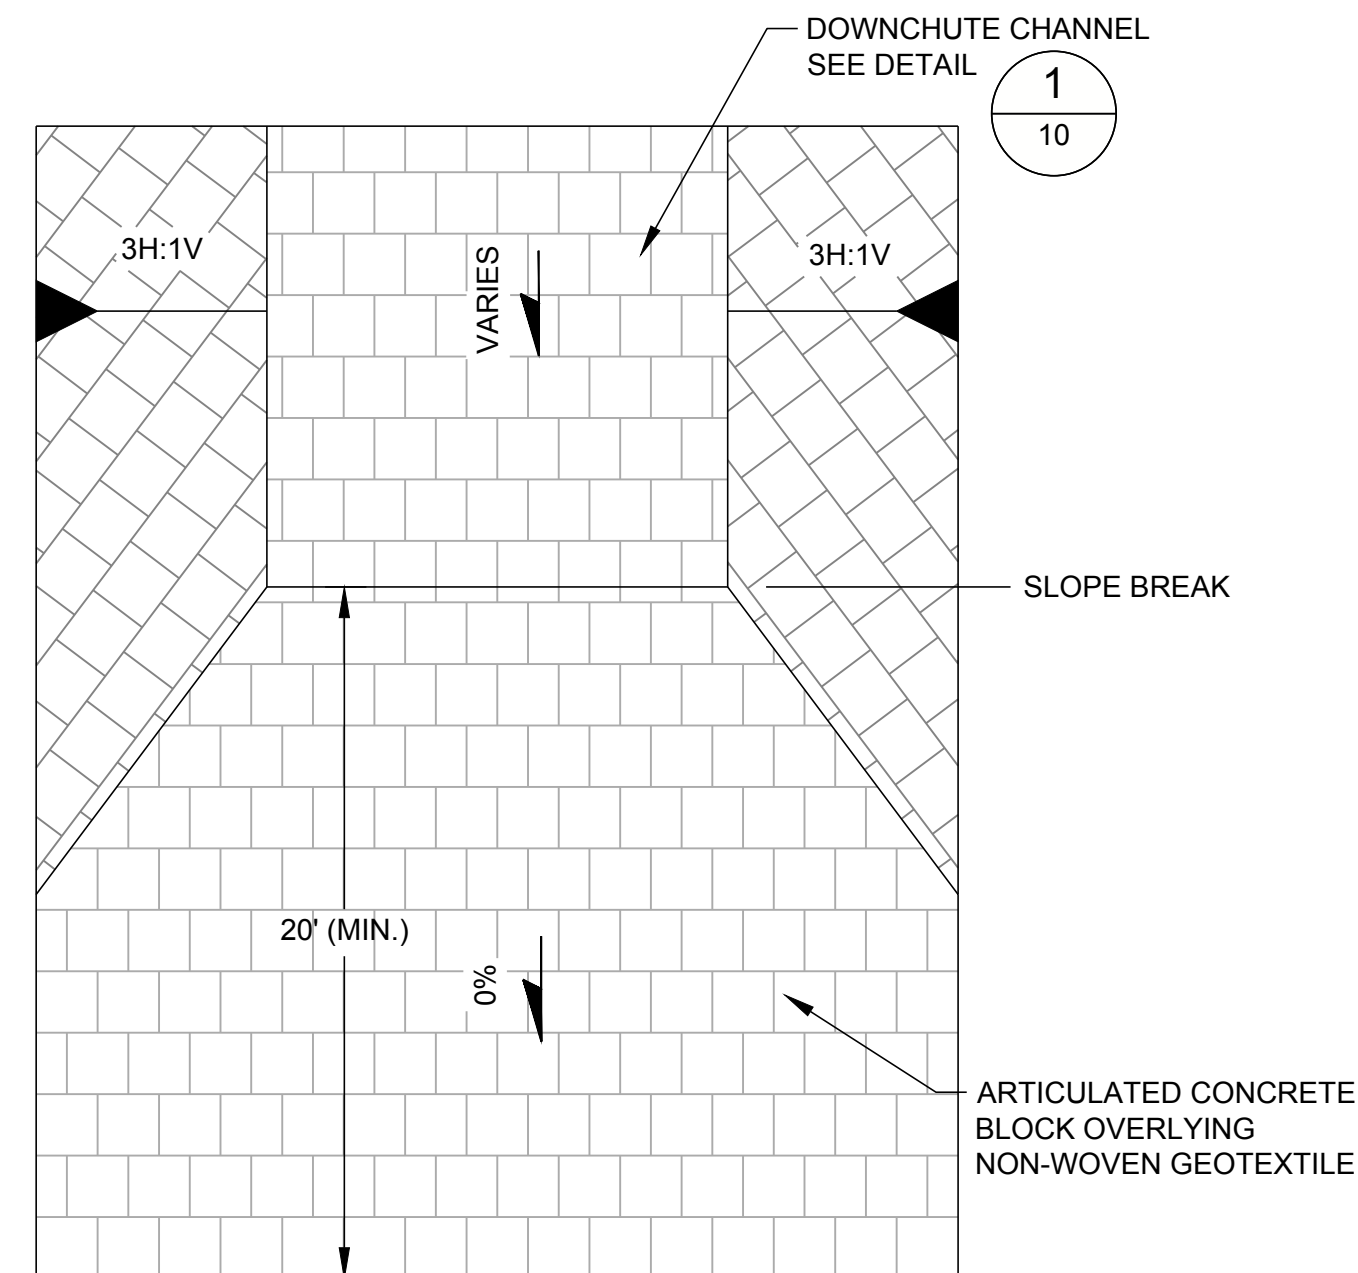 DOWNCHUTE CHANNEL
SEE DETAIL
1
10
3H:1V
VARIES
3H:1V
SLOPE BREAK
20' (MIN.)
0%
ARTICULATED CONCRETE
BLOCK OVERLYING
NON-WOVEN GEOTEXTILE